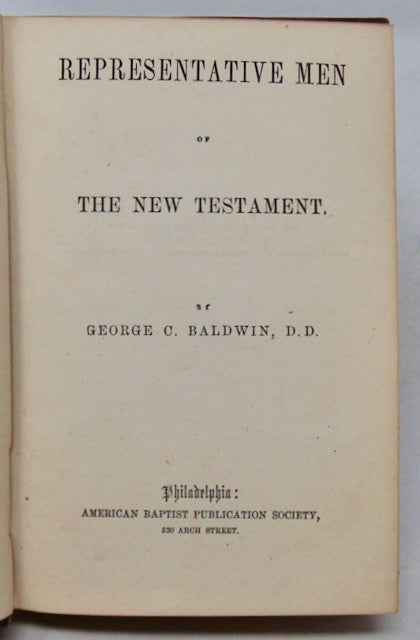 REPRESENTATIVE MEN
OF
THE NEW TESTAMENT.
BY
GEORGE C. BALDWIN, D.D.
Philadelphia:
AMERICAN BAPTIST PUBLICATION SOCIETY,
530 ARCH STREET.